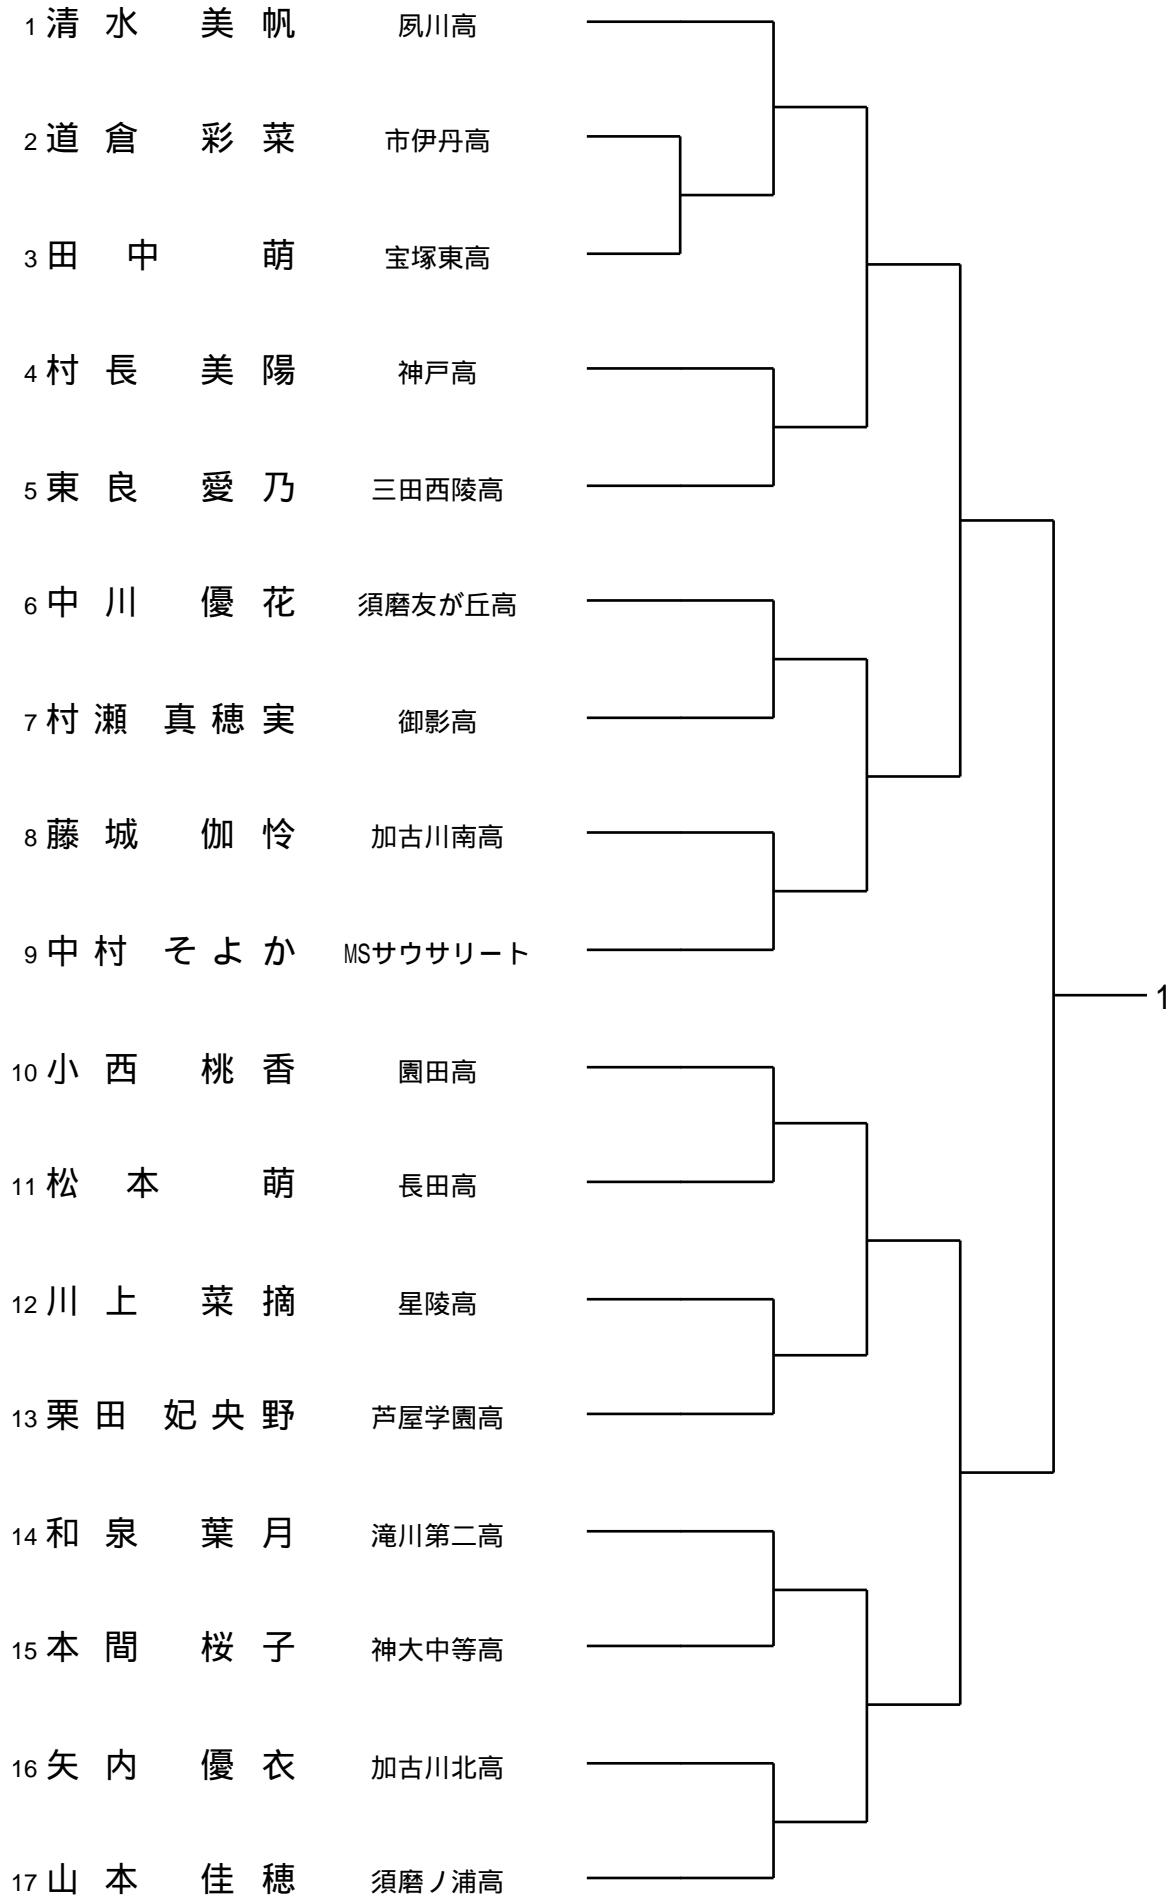 1 清水 美帆 夙川高
2 道倉 彩菜 市伊丹高
3 田中 萌 宝塚東高
4 村長 美陽 神戸高
5 東良 愛乃 三田西陵高
6 中川 優花 須磨友が丘高
7 村瀬 真穂実 御影高
8 藤城 伽怜 加古川南高
9 中村 そよか MSサウサリート
1
10 小西 桃香 園田高
11 松本 萌 長田高
12 川上 菜摘 星陵高
13 栗田 妃央野 芦屋学園高
14 和泉 葉月 滝川第二高
15 本間 桜子 神大中等高
16 矢内 優衣 加古川北高
17 山本 佳穂 須磨ノ浦高